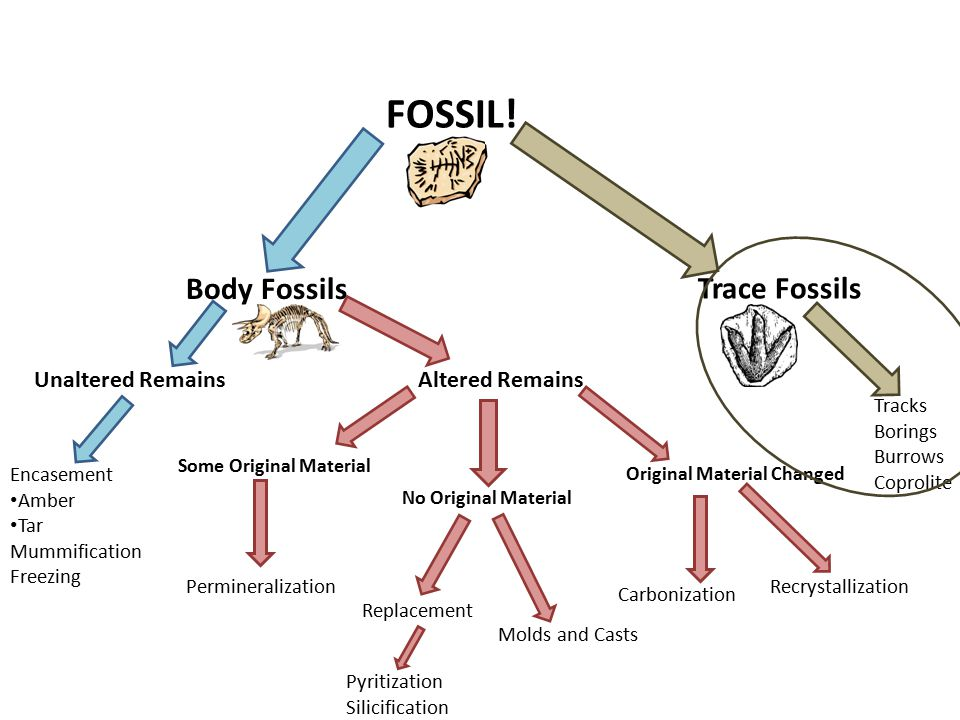 FOSSIL!
Body Fossils
Trace Fossils
Unaltered Remains
Altered Remains
Tracks
Borings
Burrows
Coprolite
Encasement
•Amber
•Tar
Mummification
Freezing
Some Original Material
No Original Material
Original Material Changed
Permineralization
Replacement
Molds and Casts
Carbonization
Recrystallization
Pyritization
Silicification